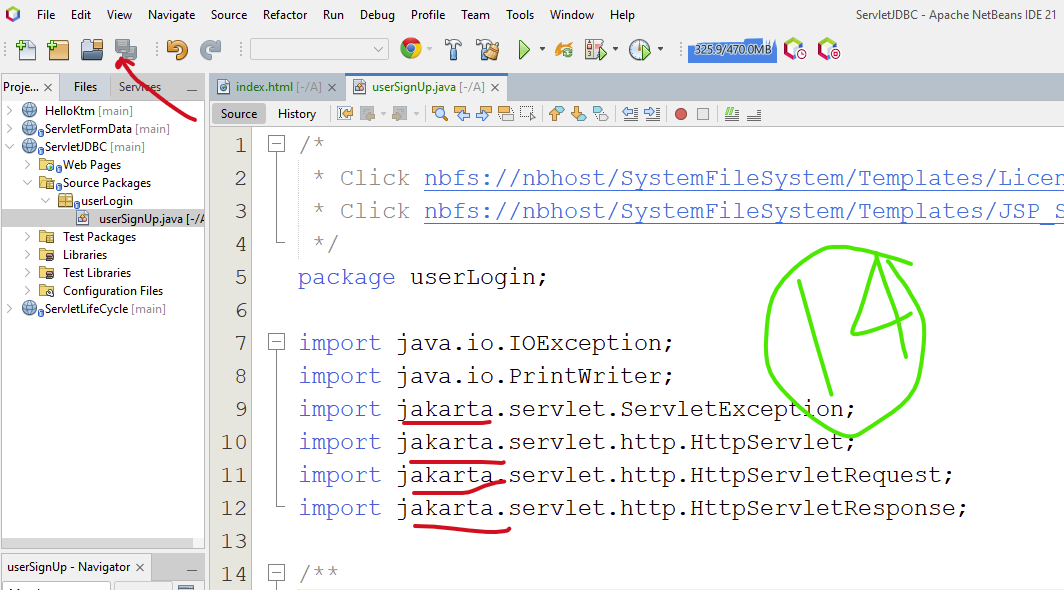 File Edit View Navigate Source Refactor Run Debug Profile Team Tools Window Help ServletJDBC - Apache NetBeans IDE 21
325.9/470.0MB
Proje... × Files Services
index.html [-/A] × userSignUp.java [-/A] ×
Source History
HelloKtm [main]
ServletFormData [main]
ServletJDBC [main]
Web Pages
Source Packages
userLogin
userSignUp.java [-/A
Test Packages
Libraries
Test Libraries
Configuration Files
ServletLifeCycle [main]
userSignUp - Navigator ×
1 /*
2 * Click nbfs://nbhost/SystemFileSystem/Templates/Licen
3 * Click nbfs://nbhost/SystemFileSystem/Templates/JSP_S
4 */
5 package userLogin;
6
7 import java.io.IOException;
8 import java.io.PrintWriter;
9 import jakarta.servlet.ServletException;
10 import jakarta.servlet.http.HttpServlet;
11 import jakarta.servlet.http.HttpServletRequest;
12 import jakarta.servlet.http.HttpServletResponse;
13
14 /**
14